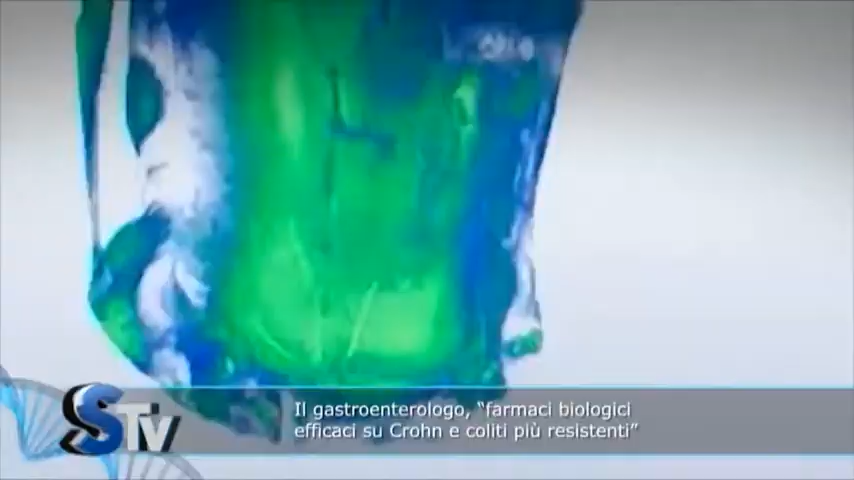 STv
Il gastroenterologo, “farmaci biologici
efficaci su Crohn e coliti più resistenti”